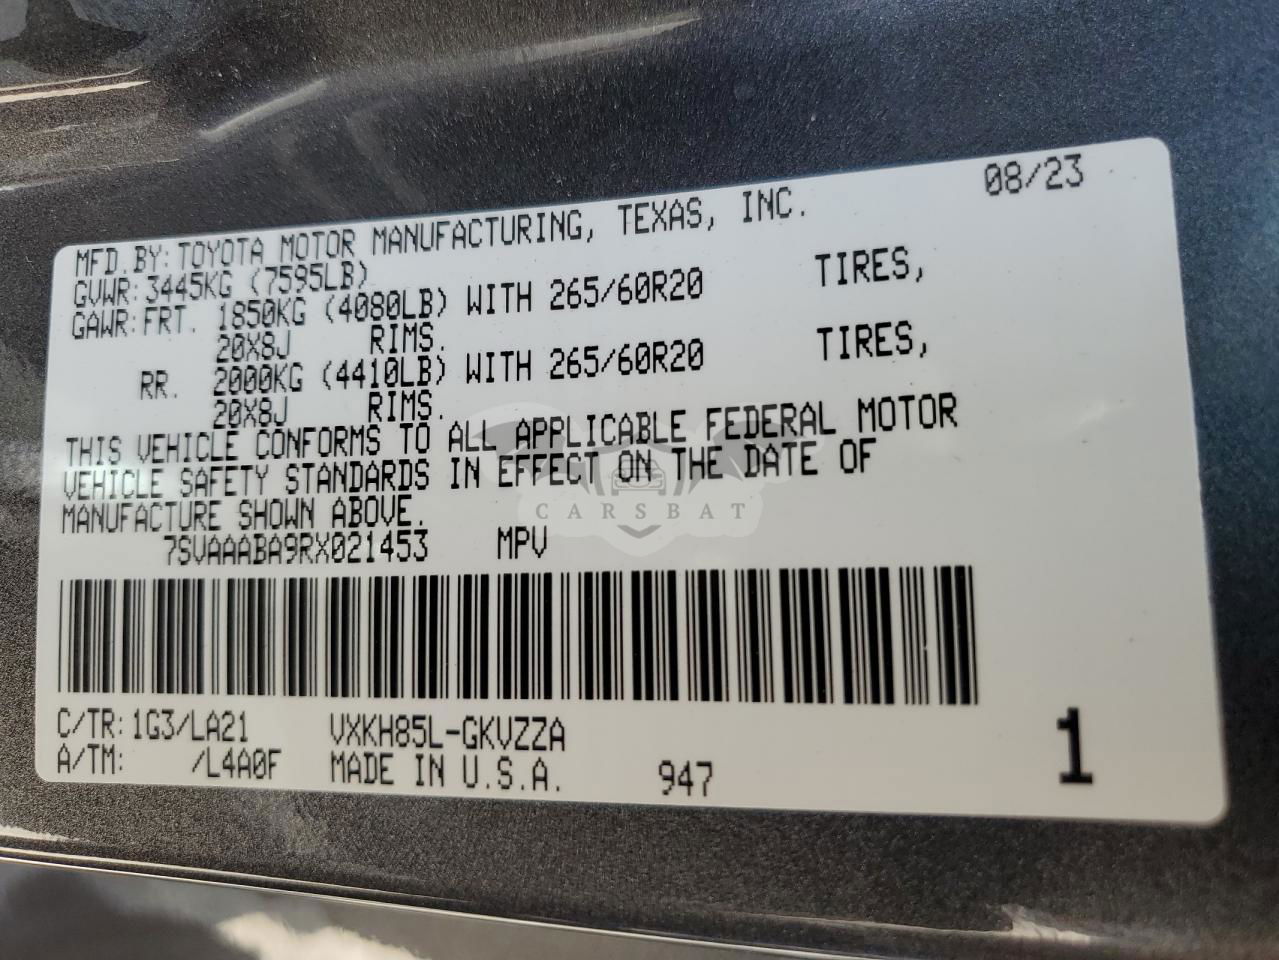 08/23
MFD.BY:TOYOTA MOTOR MANUFACTURING, TEXAS, INC.
GVWR:3445KG (7595LB)
GAWR:FRT. 1850KG (4080LB) WITH 265/60R20 TIRES,
20X8J RIMS.
RR. 2000KG (4410LB) WITH 265/60R20 TIRES,
20X8J RIMS.
THIS VEHICLE CONFORMS TO ALL APPLICABLE FEDERAL MOTOR
VEHICLE SAFETY STANDARDS IN EFFECT ON THE DATE OF
MANUFACTURE SHOWN ABOVE.
CARSBAT
7SVAAABA9RX021453 MPV
C/TR:1G3/LA21 VXKH85L-GKVZZA
A/TM: /L4A0F MADE IN U.S.A. 947
1